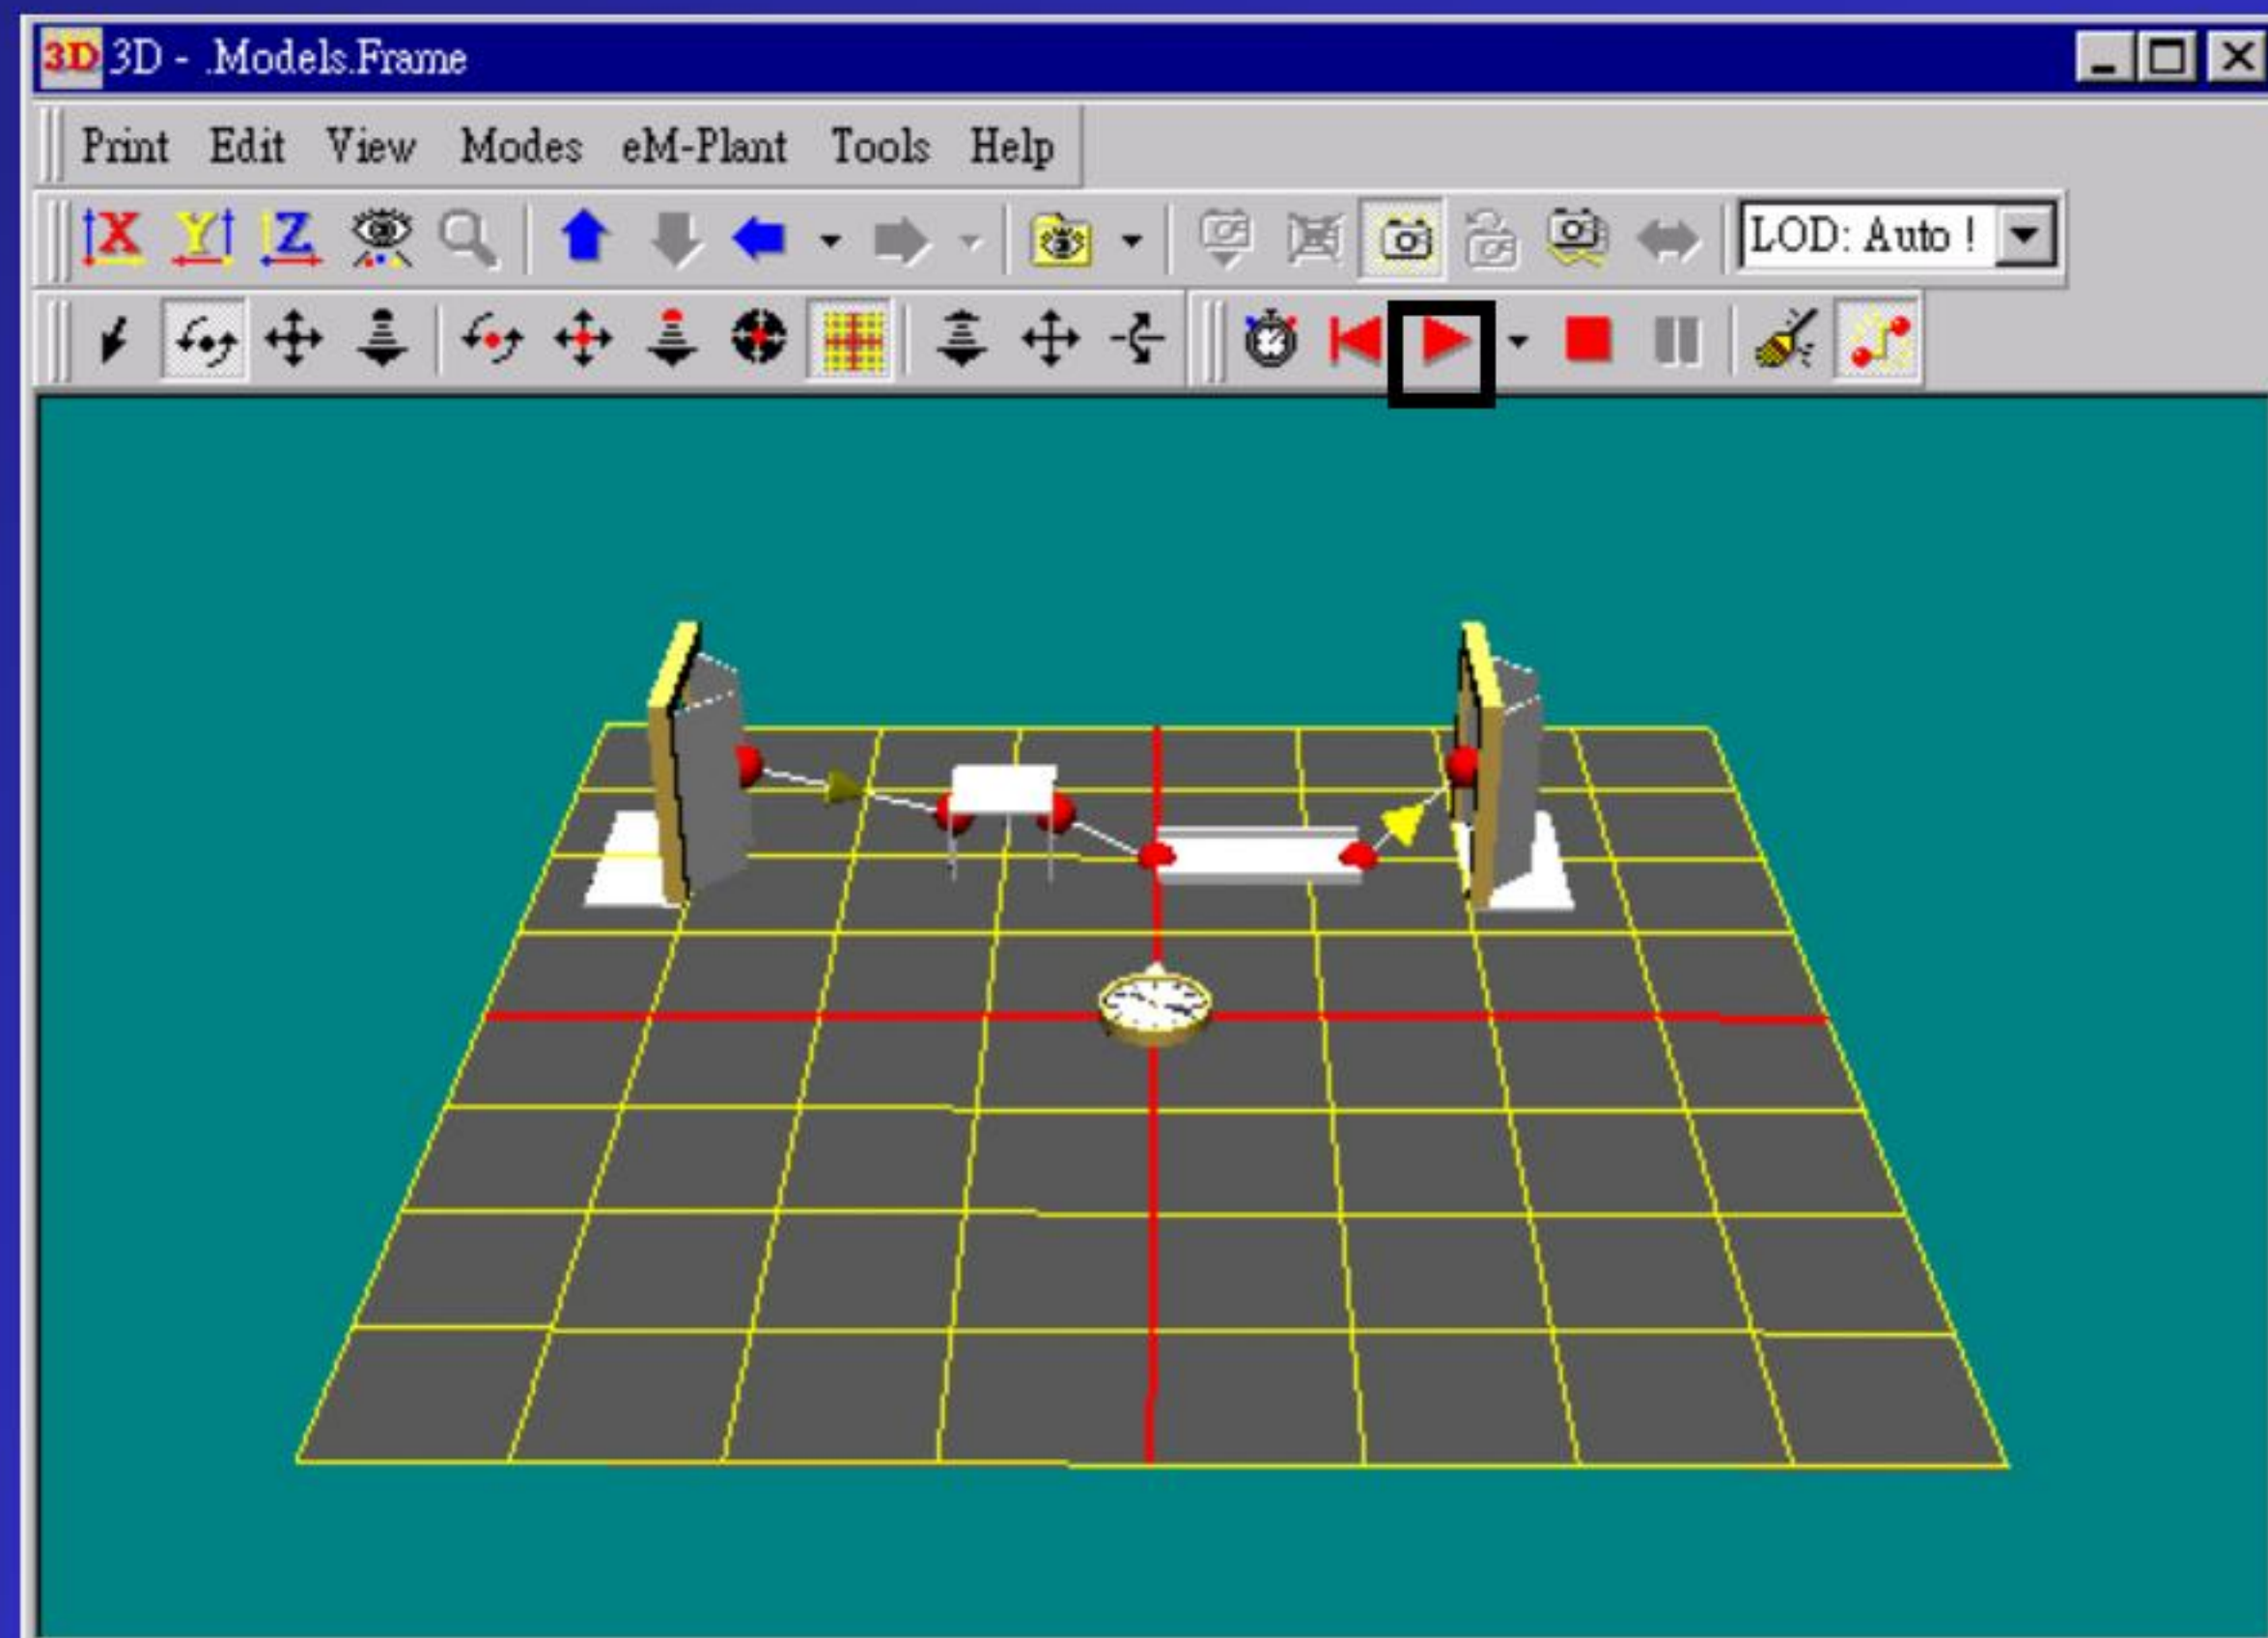 3D 3D - .Models.Frame
Print Edit View Modes eM-Plant Tools Help
X Y Z LOD: Auto !